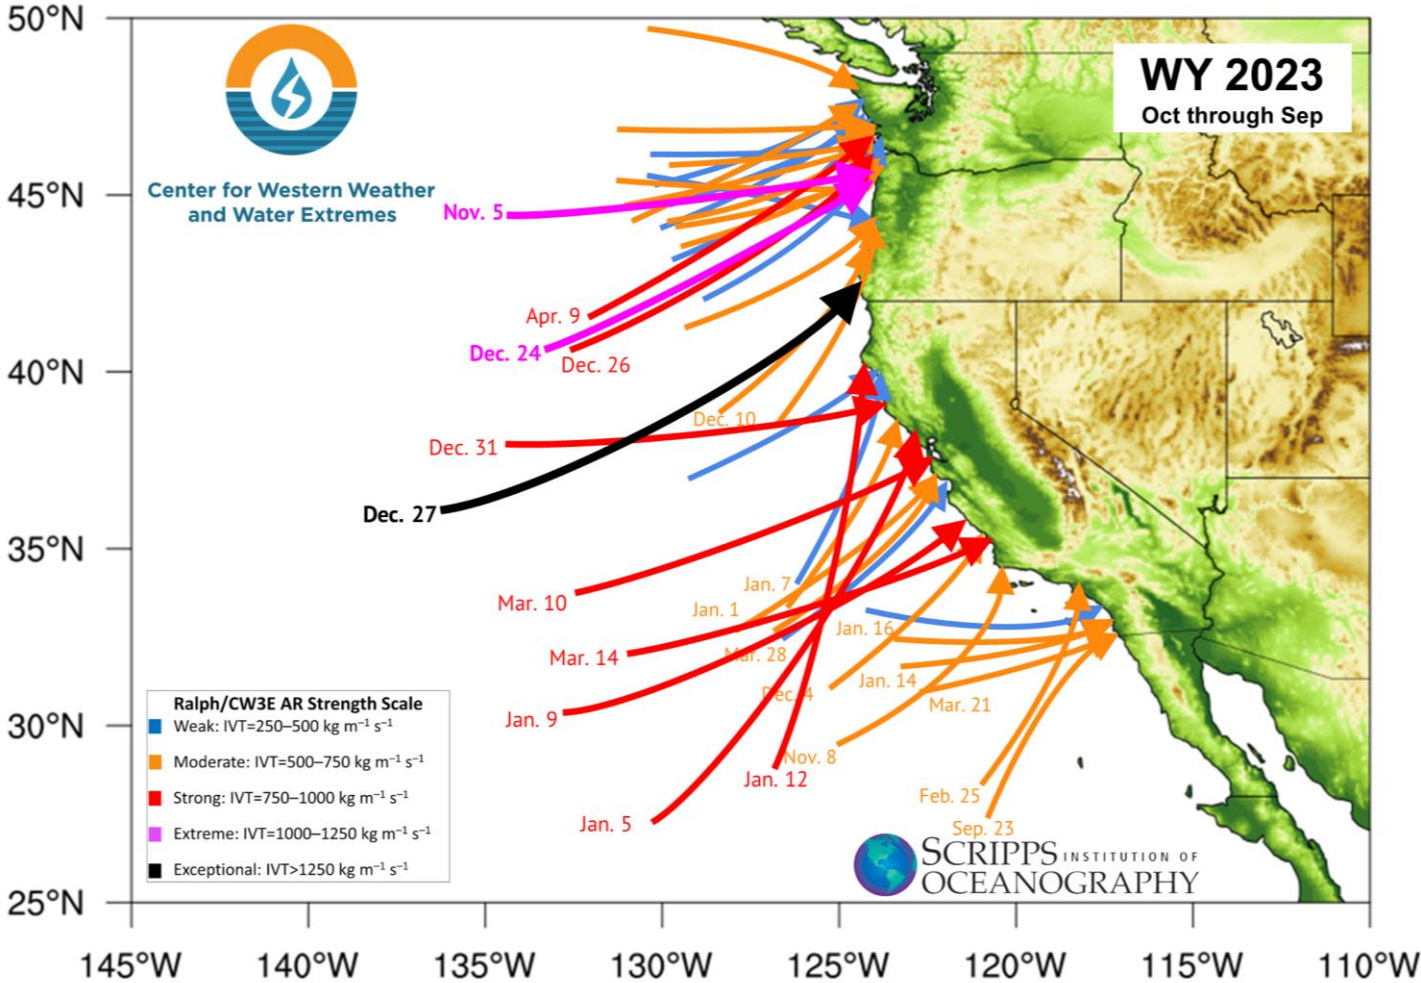 50°N
45°N
40°N
35°N
30°N
25°N
145°W
140°W
135°W
130°W
125°W
120°W
115°W
110°W
WY 2023
Oct through Sep
Center for Western Weather
and Water Extremes
Nov. 5
Apr. 9
Dec. 24
Dec. 26
Dec. 10
Dec. 31
Dec. 27
Jan. 7
Mar. 10
Jan. 1
Jan. 16
Mar. 28
Mar. 14
Jan. 14
Dec. 4
Mar. 21
Jan. 9
Nov. 8
Jan. 12
Feb. 25
Jan. 5
Sep. 23
Ralph/CW3E AR Strength Scale
Weak: IVT=250–500 kg m⁻¹ s⁻¹
Moderate: IVT=500–750 kg m⁻¹ s⁻¹
Strong: IVT=750–1000 kg m⁻¹ s⁻¹
Extreme: IVT=1000–1250 kg m⁻¹ s⁻¹
Exceptional: IVT>1250 kg m⁻¹ s⁻¹
SCRIPPS INSTITUTION OF
OCEANOGRAPHY